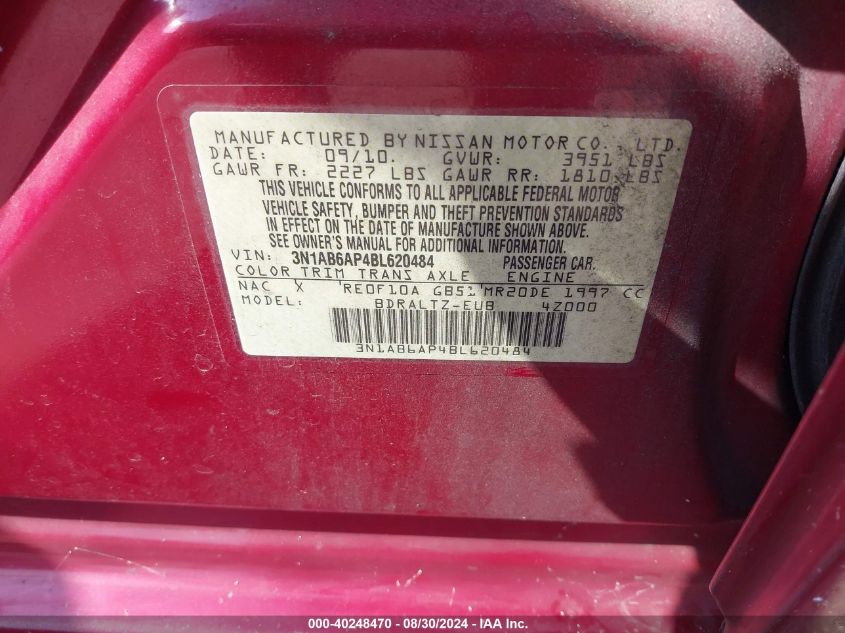 MANUFACTURED BY NISSAN MOTOR CO., LTD.
DATE: 09/10. GVWR: 3951 LBS
GAWR FR: 2227 LBS GAWR RR: 1810 LBS
THIS VEHICLE CONFORMS TO ALL APPLICABLE FEDERAL MOTOR
VEHICLE SAFETY, BUMPER AND THEFT PREVENTION STANDARDS
IN EFFECT ON THE DATE OF MANUFACTURE SHOWN ABOVE.
SEE OWNER'S MANUAL FOR ADDITIONAL INFORMATION.
VIN: 3N1AB6AP4BL620484 PASSENGER CAR.
COLOR TRIM TRANS AXLE ENGINE
NAC X RE0F10A GB51 MR20DE 1997 CC
MODEL: BDRALTZ-EUB 4Z000
3N1AB6AP4BL620484
000-40248470 - 08/30/2024 - IAA Inc.